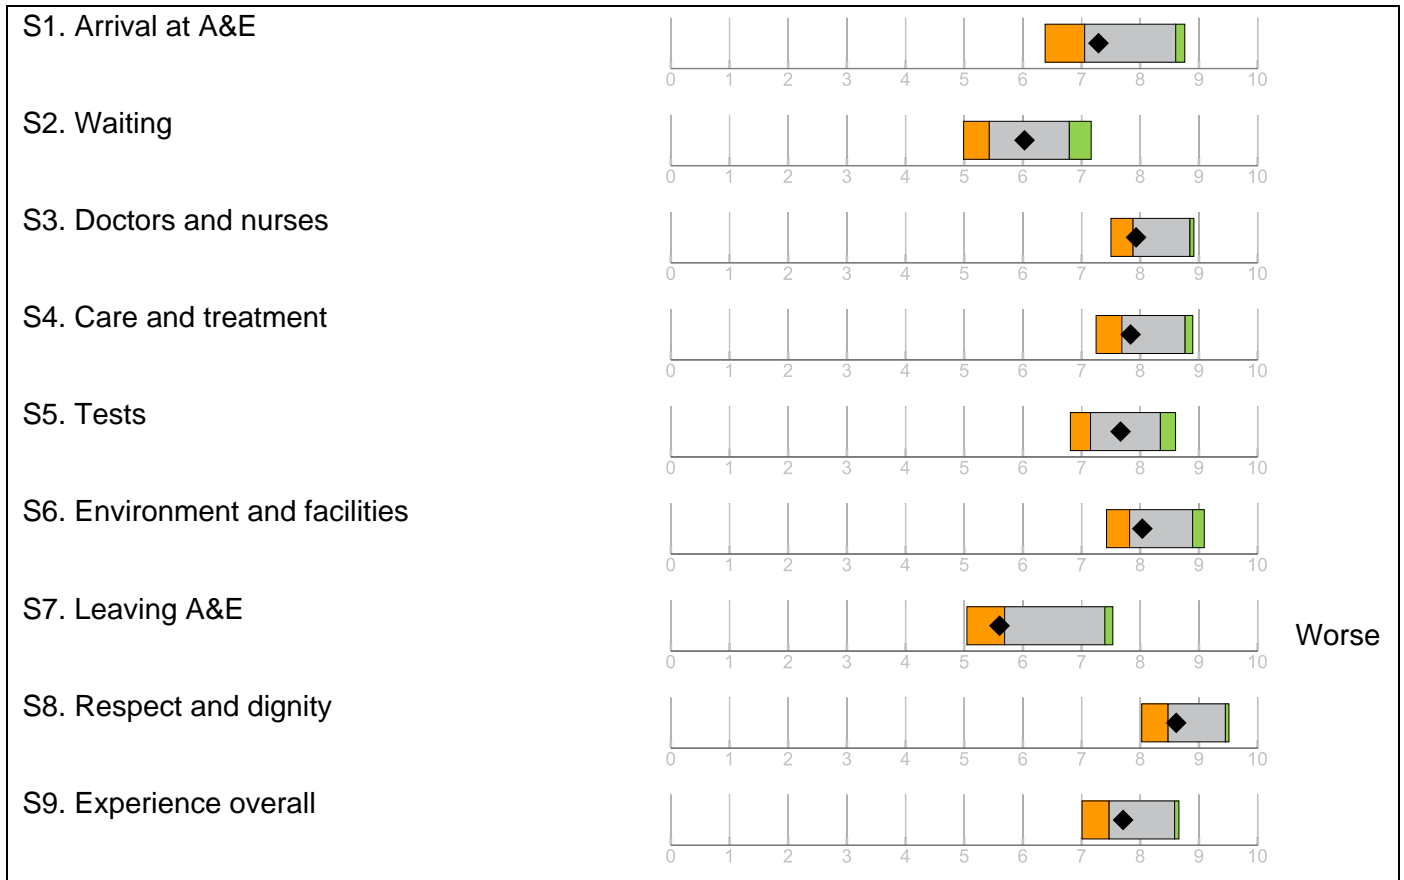 S1. Arrival at A&E
0 1 2 3 4 5 6 7 8 9 10
S2. Waiting
0 1 2 3 4 5 6 7 8 9 10
S3. Doctors and nurses
0 1 2 3 4 5 6 7 8 9 10
S4. Care and treatment
0 1 2 3 4 5 6 7 8 9 10
S5. Tests
0 1 2 3 4 5 6 7 8 9 10
S6. Environment and facilities
0 1 2 3 4 5 6 7 8 9 10
S7. Leaving A&E
Worse
0 1 2 3 4 5 6 7 8 9 10
S8. Respect and dignity
0 1 2 3 4 5 6 7 8 9 10
S9. Experience overall
0 1 2 3 4 5 6 7 8 9 10